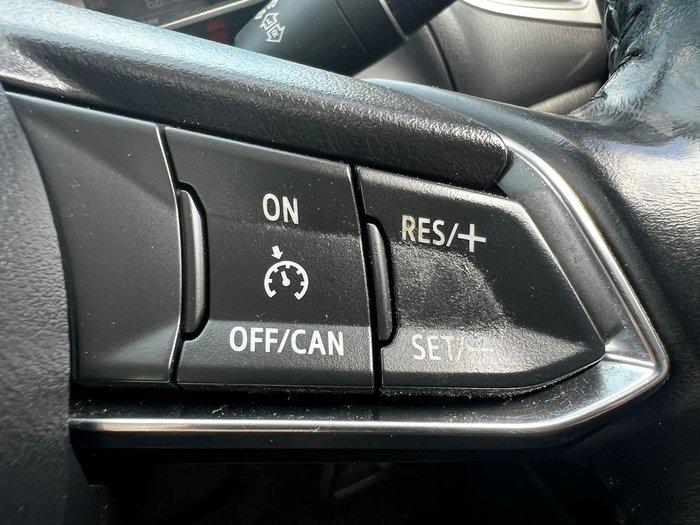 ON
OFF/CAN
RES/+
SET/—